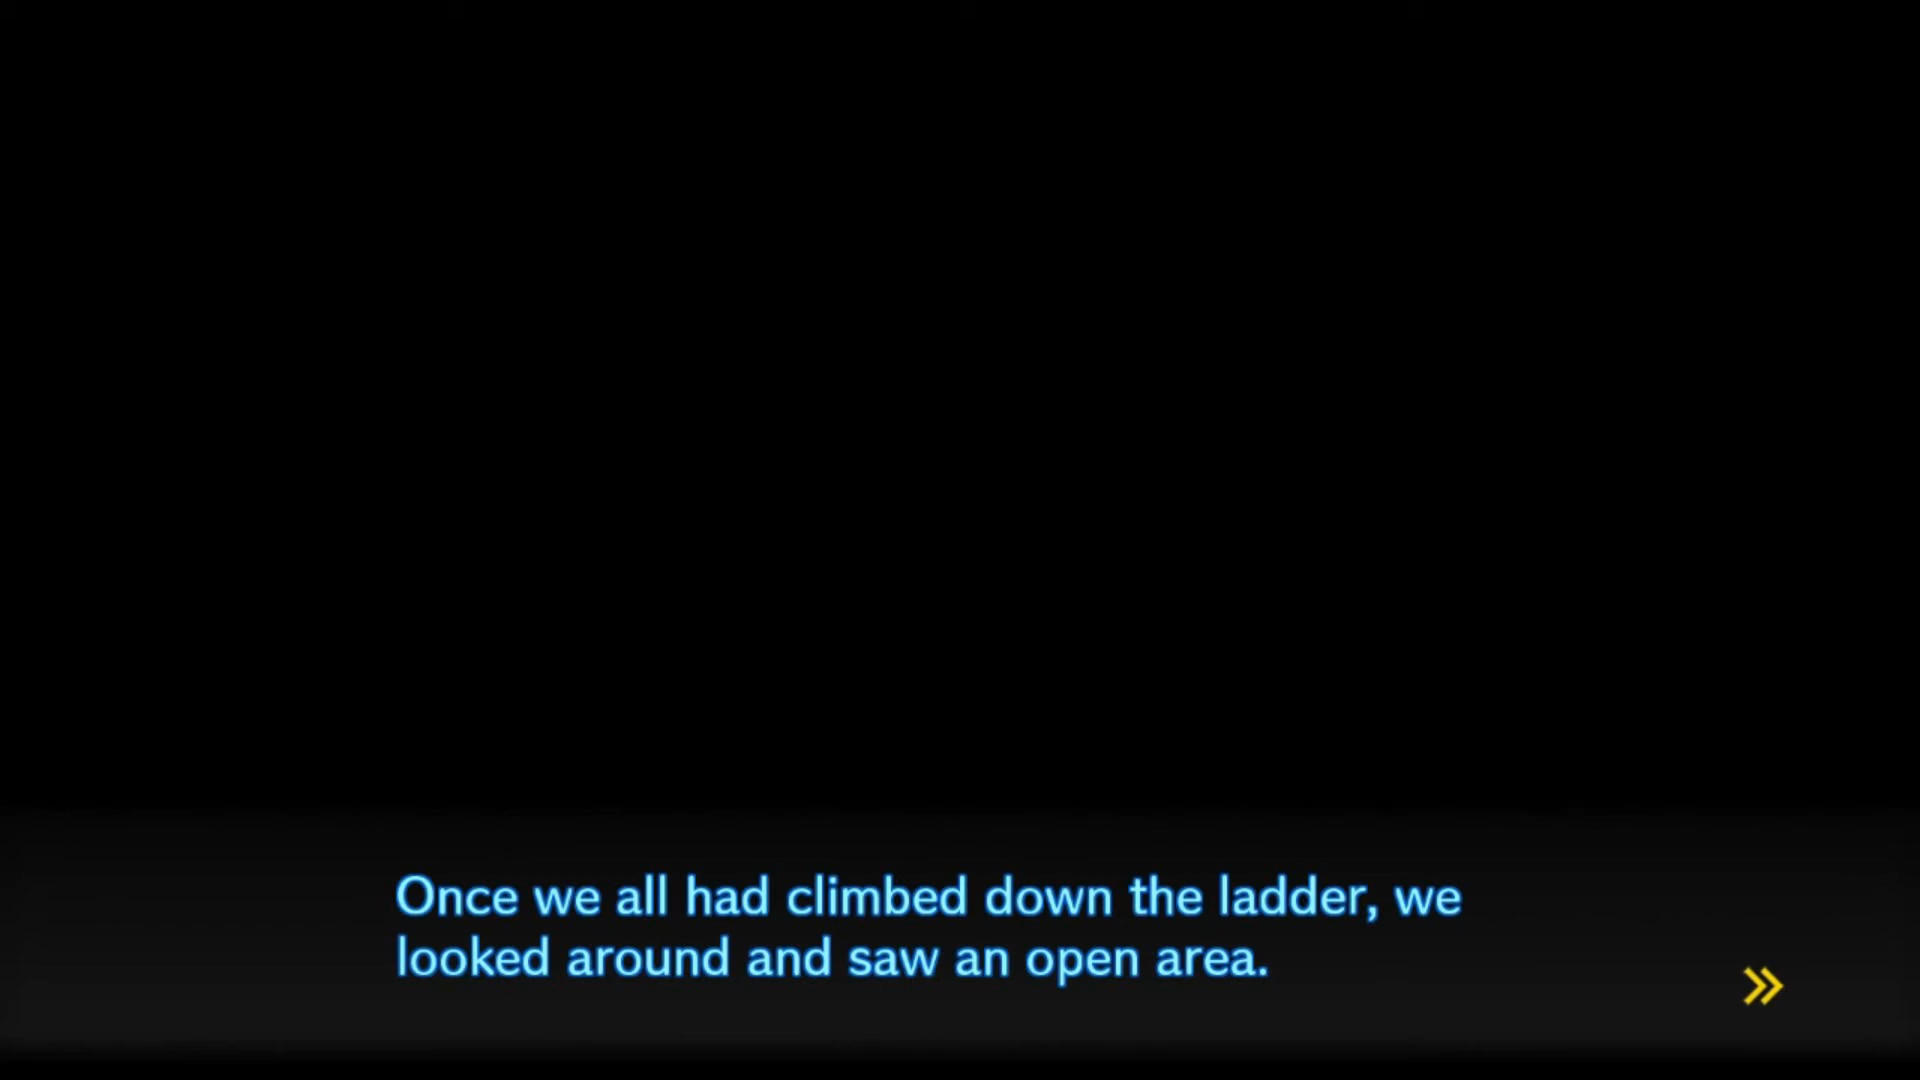 Once we all had climbed down the ladder, we
looked around and saw an open area.